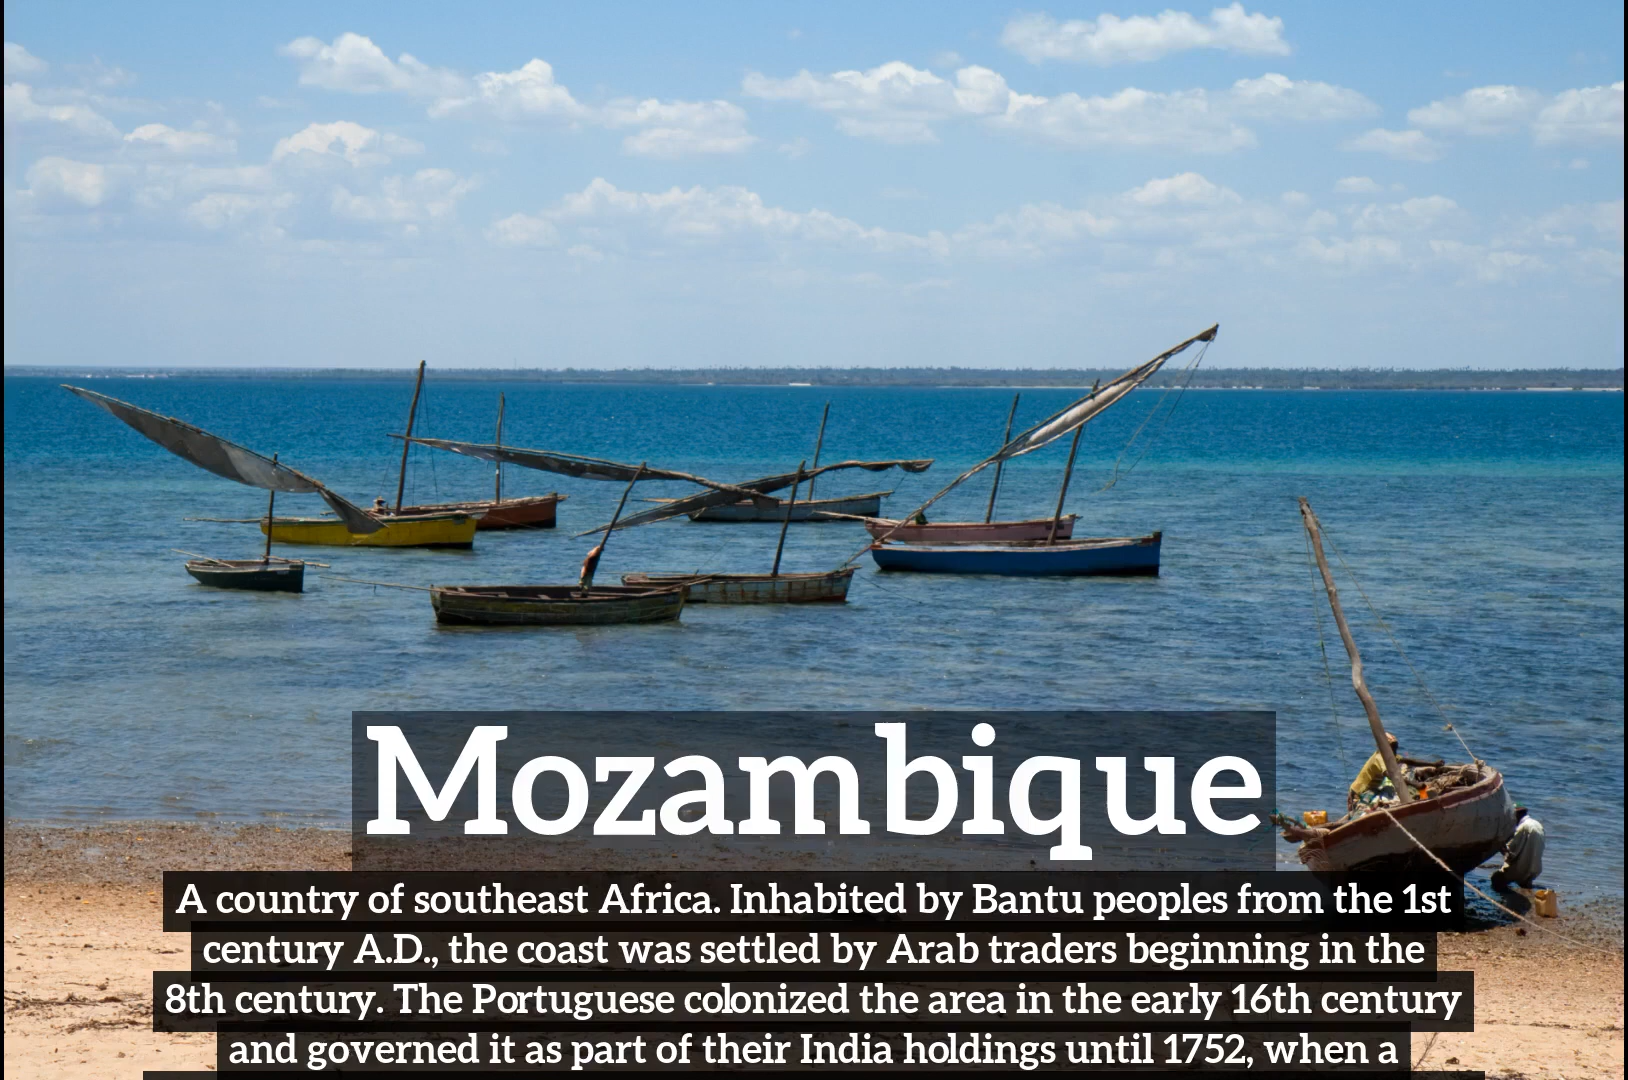 Mozambique
A country of southeast Africa. Inhabited by Bantu peoples from the 1st
century A.D., the coast was settled by Arab traders beginning in the
8th century. The Portuguese colonized the area in the early 16th century
and governed it as part of their India holdings until 1752, when a